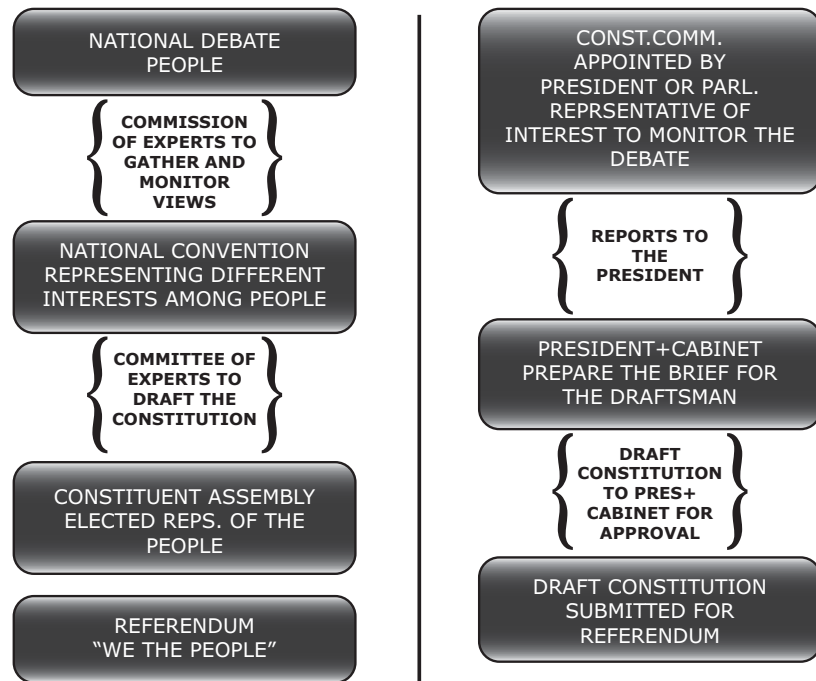 NATIONAL DEBATE
PEOPLE
COMMISSION
OF EXPERTS TO
GATHER AND
MONITOR
VIEWS
NATIONAL CONVENTION
REPRESENTING DIFFERENT
INTERESTS AMONG PEOPLE
COMMITTEE OF
EXPERTS TO
DRAFT THE
CONSTITUTION
CONSTITUENT ASSEMBLY
ELECTED REPS. OF THE
PEOPLE
REFERENDUM
“WE THE PEOPLE”
CONST.COMM.
APPOINTED BY
PRESIDENT OR PARL.
REPRSENTATIVE OF
INTEREST TO MONITOR THE
DEBATE
REPORTS TO
THE
PRESIDENT
PRESIDENT+CABINET
PREPARE THE BRIEF FOR
THE DRAFTSMAN
DRAFT
CONSTITUTION
TO PRES+
CABINET FOR
APPROVAL
DRAFT CONSTITUTION
SUBMITTED FOR
REFERENDUM